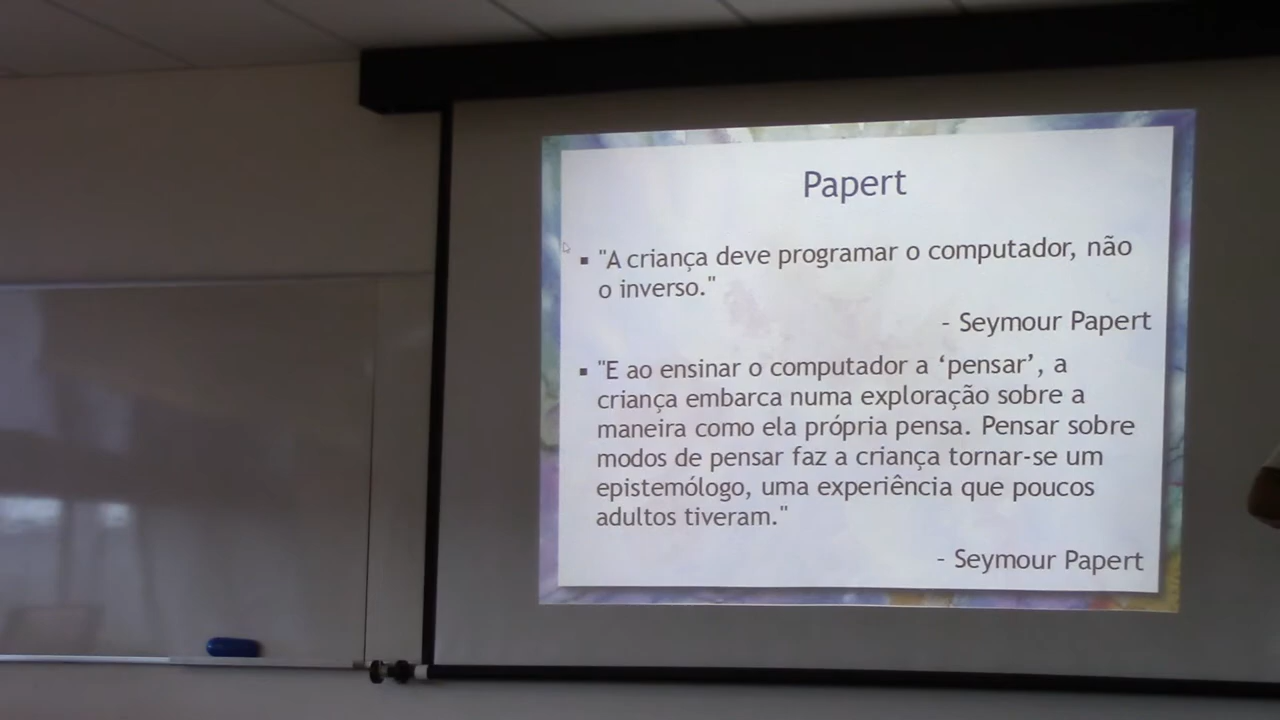 Papert
▪ "A criança deve programar o computador, não
o inverso."
- Seymour Papert
▪ "E ao ensinar o computador a ‘pensar’, a
criança embarca numa exploração sobre a
maneira como ela própria pensa. Pensar sobre
modos de pensar faz a criança tornar-se um
epistemólogo, uma experiência que poucos
adultos tiveram."
- Seymour Papert